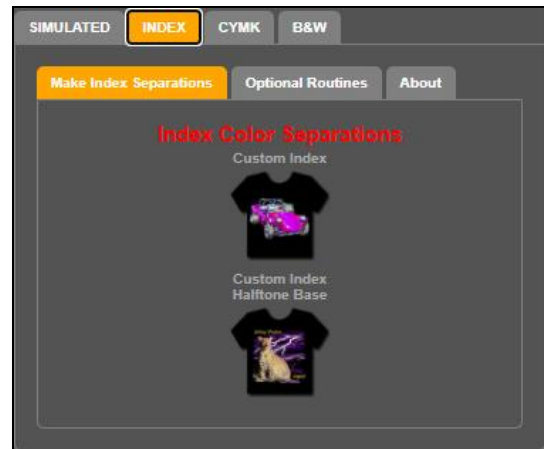 SIMULATED INDEX CYMK B&W
Make Index Separations Optional Routines About
Index Color Separations
Custom Index
Custom Index
Halftone Base